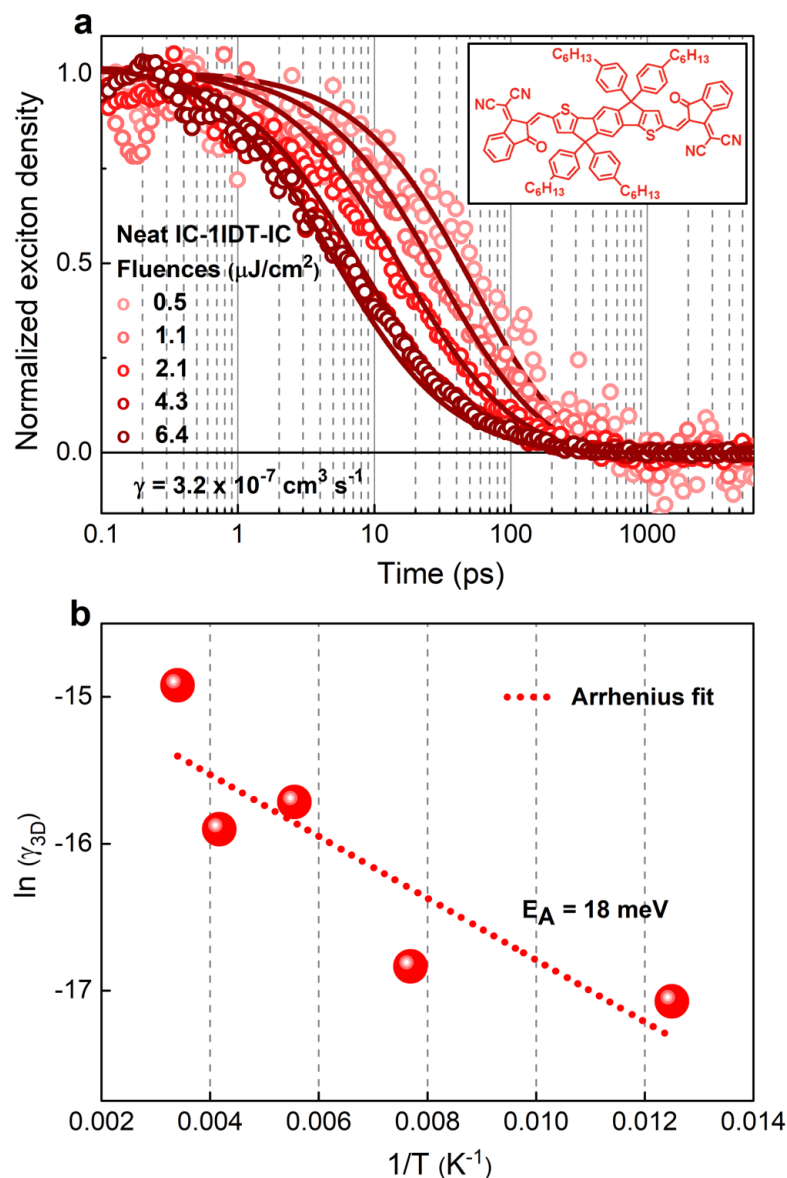 a
Normalized exciton density
1.0
0.5
0.0
C₆H₁₃ C₆H₁₃
CN
CN
S
O
O
S
CN
CN
C₆H₁₃ C₆H₁₃
Neat IC-1IDT-IC
Fluences (μJ/cm²)
0.5
1.1
2.1
4.3
6.4
γ = 3.2 x 10⁻⁷ cm³ s⁻¹
0.1 1 10 100 1000
Time (ps)
b
ln (γ₃D)
-15
-16
-17
Arrhenius fit
E_A = 18 meV
0.002 0.004 0.006 0.008 0.010 0.012 0.014
1/T (K⁻¹)